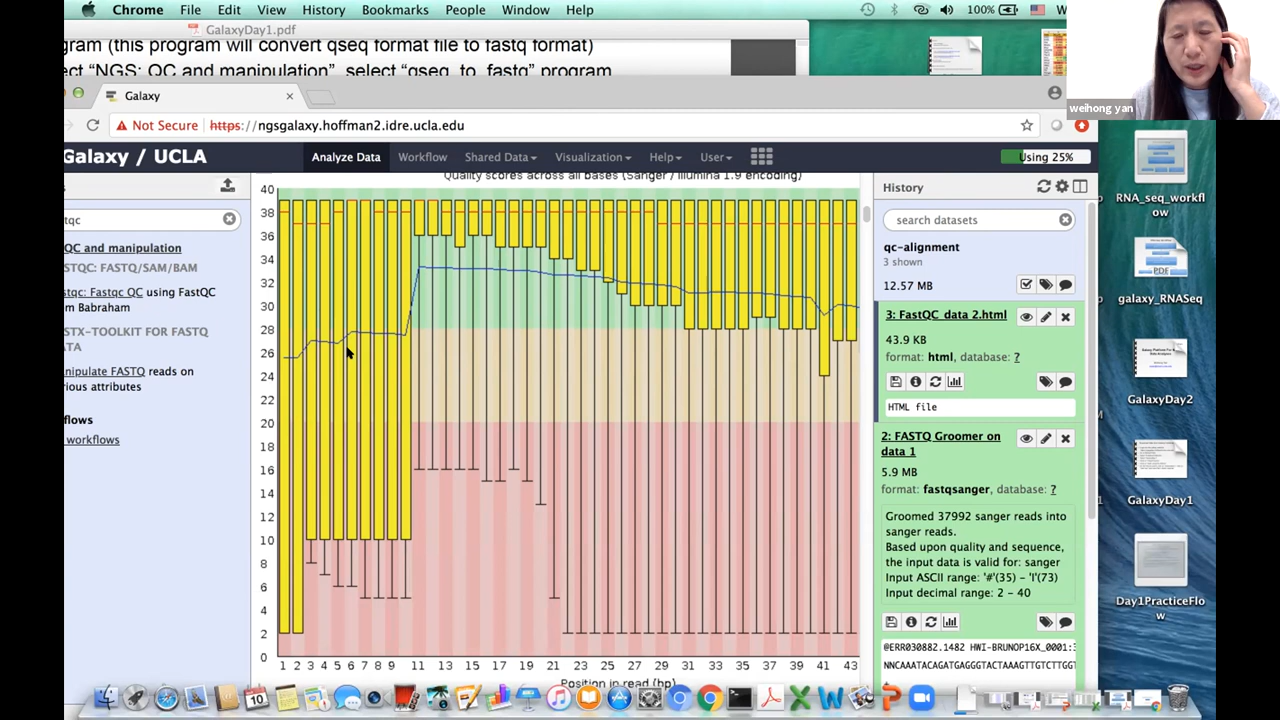 Chrome File Edit View History Bookmarks People Window Help 100% W
GalaxyDay1.pdf
gram (this program will convert qseq format file to fastq format)
ect “NGS: QC and manipulation”, select “qseq_to_fastq” program
Galaxy
weihong yan
Not Secure https://ngsgalaxy.hoffman2.idre.ucla.edu
Galaxy / UCLA Analyze Data Workflow Shared Data Visualization Help User Using 25%
tqc
QC and manipulation
STQC: FASTQ/SAM/BAM
stqc: Fastqc QC using FastQC
m Babraham
STX-TOOLKIT FOR FASTQ
ATA
nipulate FASTQ reads on
rious attributes
flows
workflows
Quality scores across all bases (Sanger / Illumina 1.9 encoding)
40
38
36
34
32
30
28
26
24
22
20
18
16
14
12
10
8
6
4
2
0
1 2 3 4 5 6 7 8 9 11 13 15 17 19 21 23 25 27 29 31 33 35 37 39 41 43
Position in read (bp)
History
search datasets
qc-alignment
3 shown
12.57 MB
3: FastQC_data 2.html
43.9 KB
html, database: ?
HTML file
2: FASTQ Groomer on
data 1
5.9 MB
format: fastqsanger, database: ?
Groomed 37992 sanger reads into
sanger reads.
Based upon quality and sequence,
the input data is valid for: sanger
Input ASCII range: '#'(35) - 'I'(73)
Input decimal range: 2 - 40
@ERR030882.1482 HWI-BRUNOP16X_0001:
NNCAAATACAGATGAGGGTACTAAAGTTGTCTTGGT
RNA_seq_workfl
ow
PDF
galaxy_RNASeq
GalaxyDay2
GalaxyDay1
Day1PracticeFlo
w